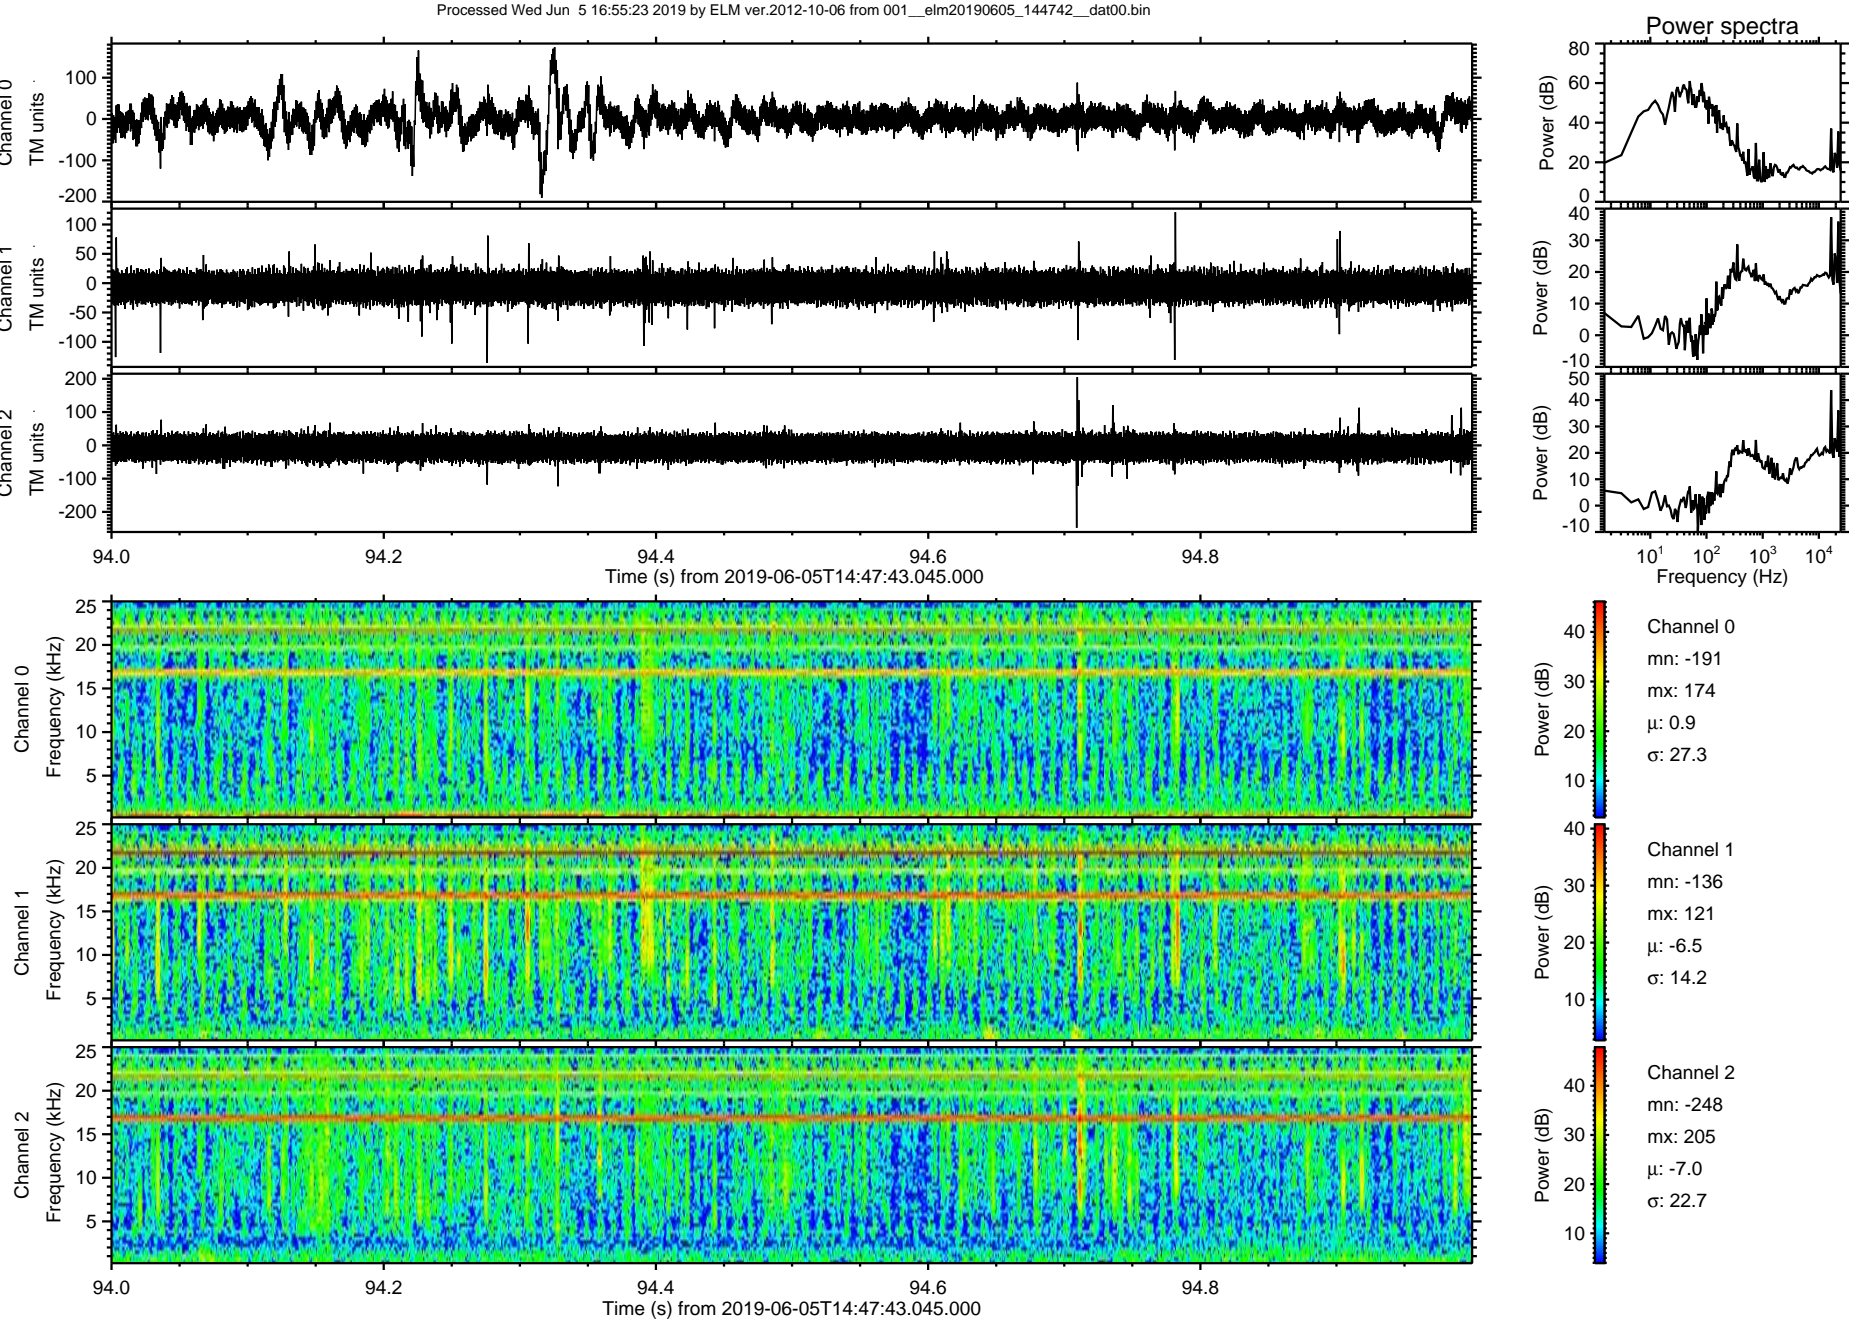 Processed Wed Jun  5 16:55:23 2019 by ELM ver.2012-10-06 from 001__elm20190605_144742__dat00.bin
Power spectra
Channel 0
TM units
100
0
-100
-200
Power (dB)
80
60
40
20
0
Channel 1
TM units
100
50
0
-50
-100
Power (dB)
40
30
20
10
0
-10
Channel 2
TM units
200
100
0
-100
-200
Power (dB)
50
40
30
20
10
0
-10
94.0 94.2 94.4 94.6 94.8
Time (s) from 2019-06-05T14:47:43.045.000
10¹ 10² 10³ 10⁴
Frequency (Hz)
Channel 0
Frequency (kHz)
25
20
15
10
5
Power (dB)
40
30
20
10
Channel 0
mn: -191
mx: 174
μ: 0.9
σ: 27.3
Channel 1
Frequency (kHz)
25
20
15
10
5
Power (dB)
40
30
20
10
Channel 1
mn: -136
mx: 121
μ: -6.5
σ: 14.2
Channel 2
Frequency (kHz)
25
20
15
10
5
Power (dB)
40
30
20
10
Channel 2
mn: -248
mx: 205
μ: -7.0
σ: 22.7
94.0 94.2 94.4 94.6 94.8
Time (s) from 2019-06-05T14:47:43.045.000